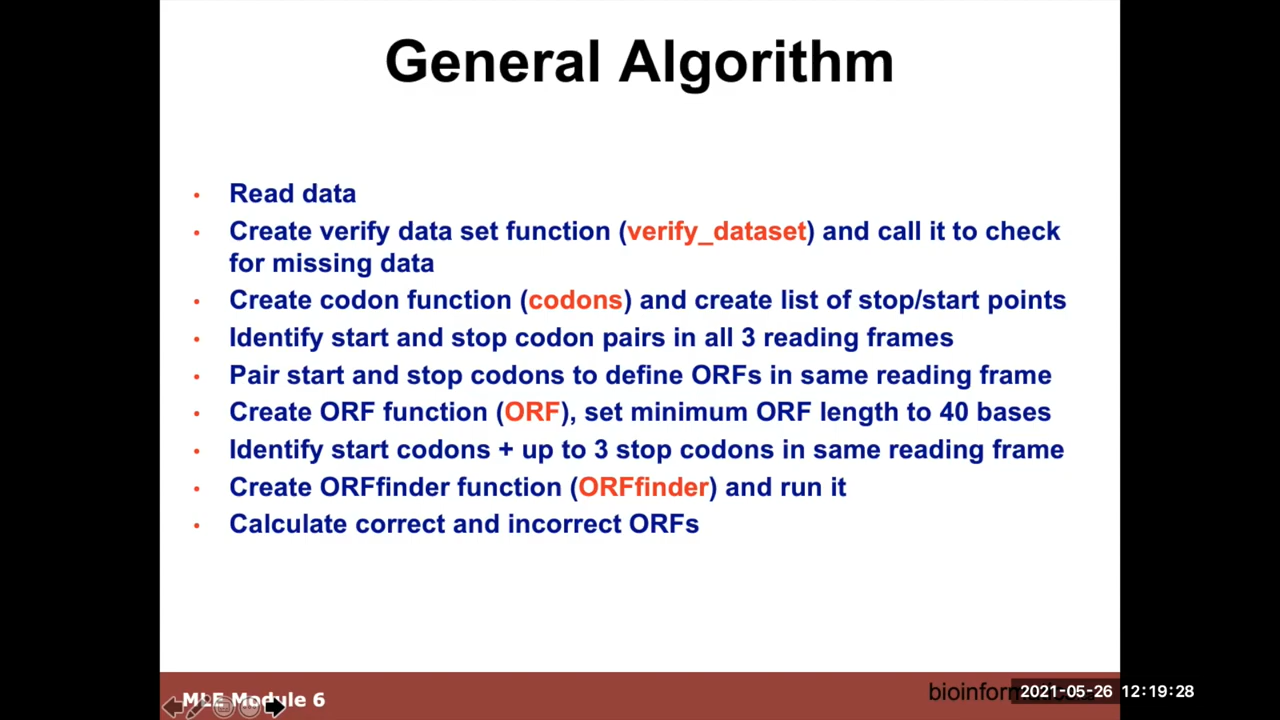 General Algorithm
• Read data
• Create verify data set function (verify_dataset) and call it to check
for missing data
• Create codon function (codons) and create list of stop/start points
• Identify start and stop codon pairs in all 3 reading frames
• Pair start and stop codons to define ORFs in same reading frame
• Create ORF function (ORF), set minimum ORF length to 40 bases
• Identify start codons + up to 3 stop codons in same reading frame
• Create ORFfinder function (ORFfinder) and run it
• Calculate correct and incorrect ORFs
MLE Module 6
2021-05-26 12:19:28